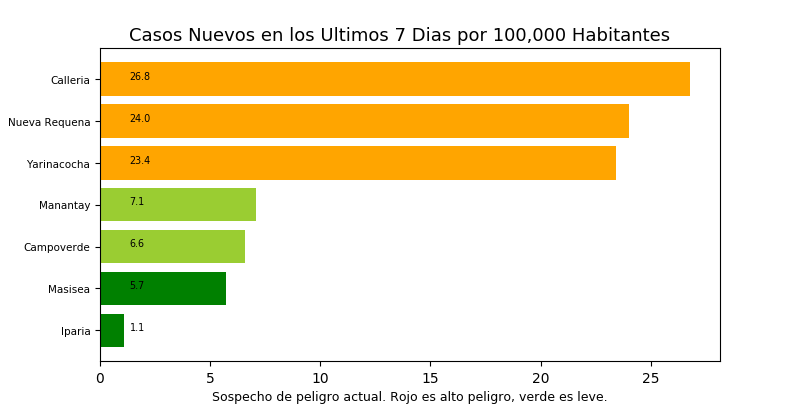 Casos Nuevos en los Ultimos 7 Dias por 100,000 Habitantes
Calleria 26.8
Nueva Requena 24.0
Yarinacocha 23.4
Manantay 7.1
Campoverde 6.6
Masisea 5.7
Iparia 1.1
0 5 10 15 20 25
Sospecho de peligro actual. Rojo es alto peligro, verde es leve.